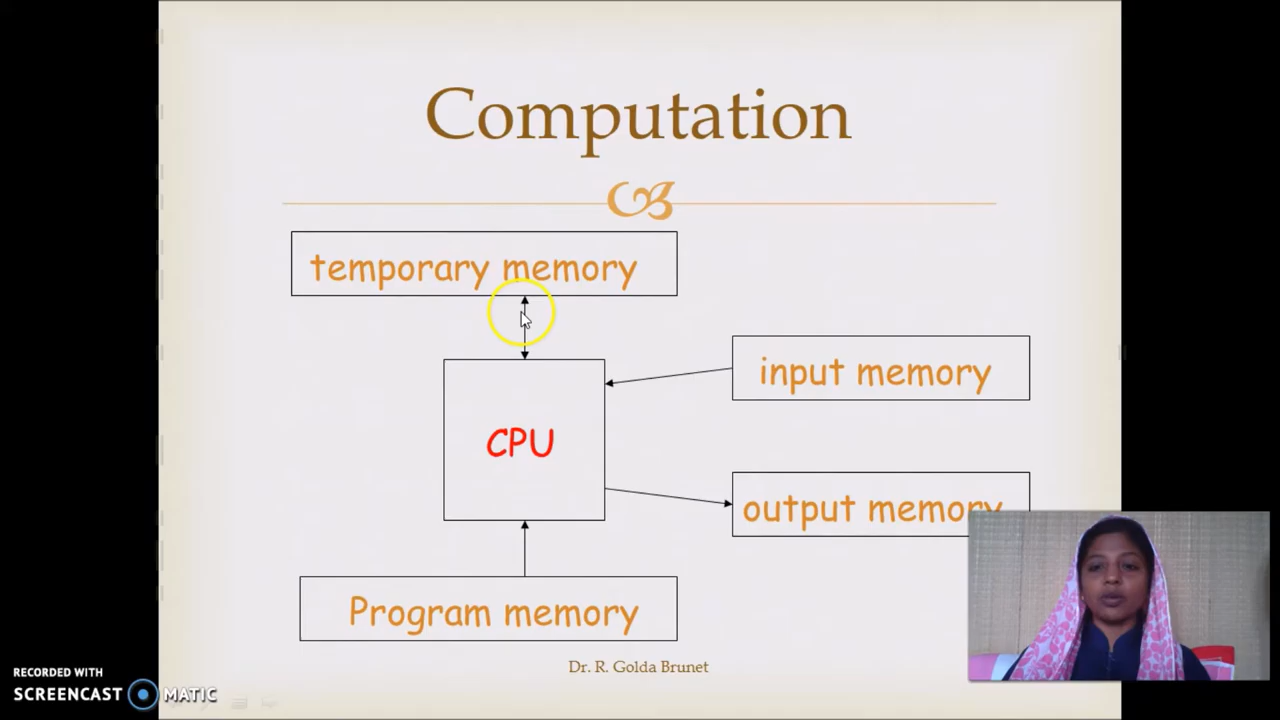 Computation
temporary memory
input memory
CPU
output memory
Program memory
Dr. R. Golda Brunet
RECORDED WITH
SCREENCAST MATIC